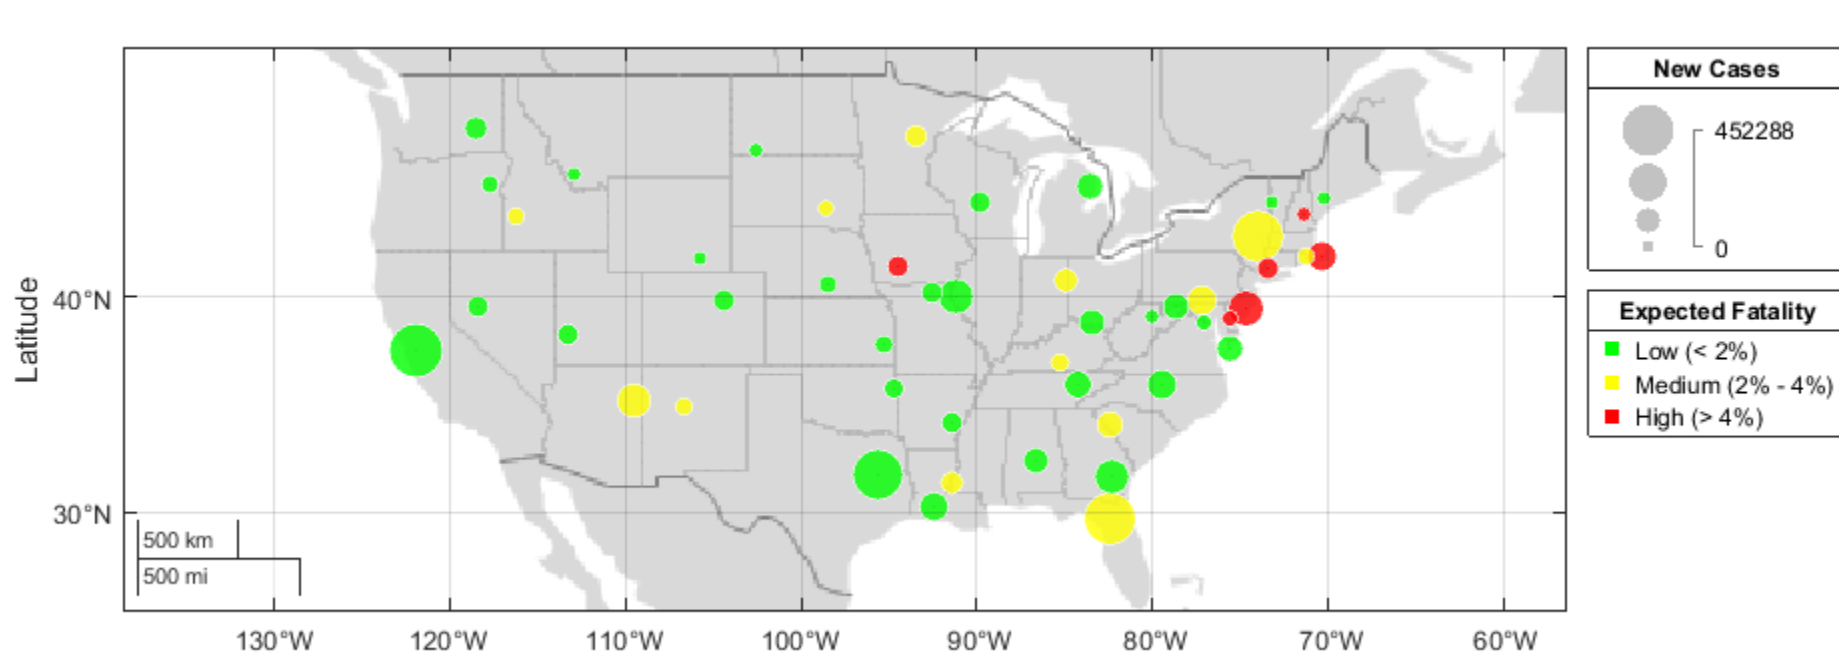 Latitude
40°N
30°N
500 km
500 mi
130°W
120°W
110°W
100°W
90°W
80°W
70°W
60°W
New Cases
452288
0
Expected Fatality
Low (< 2%)
Medium (2% - 4%)
High (> 4%)